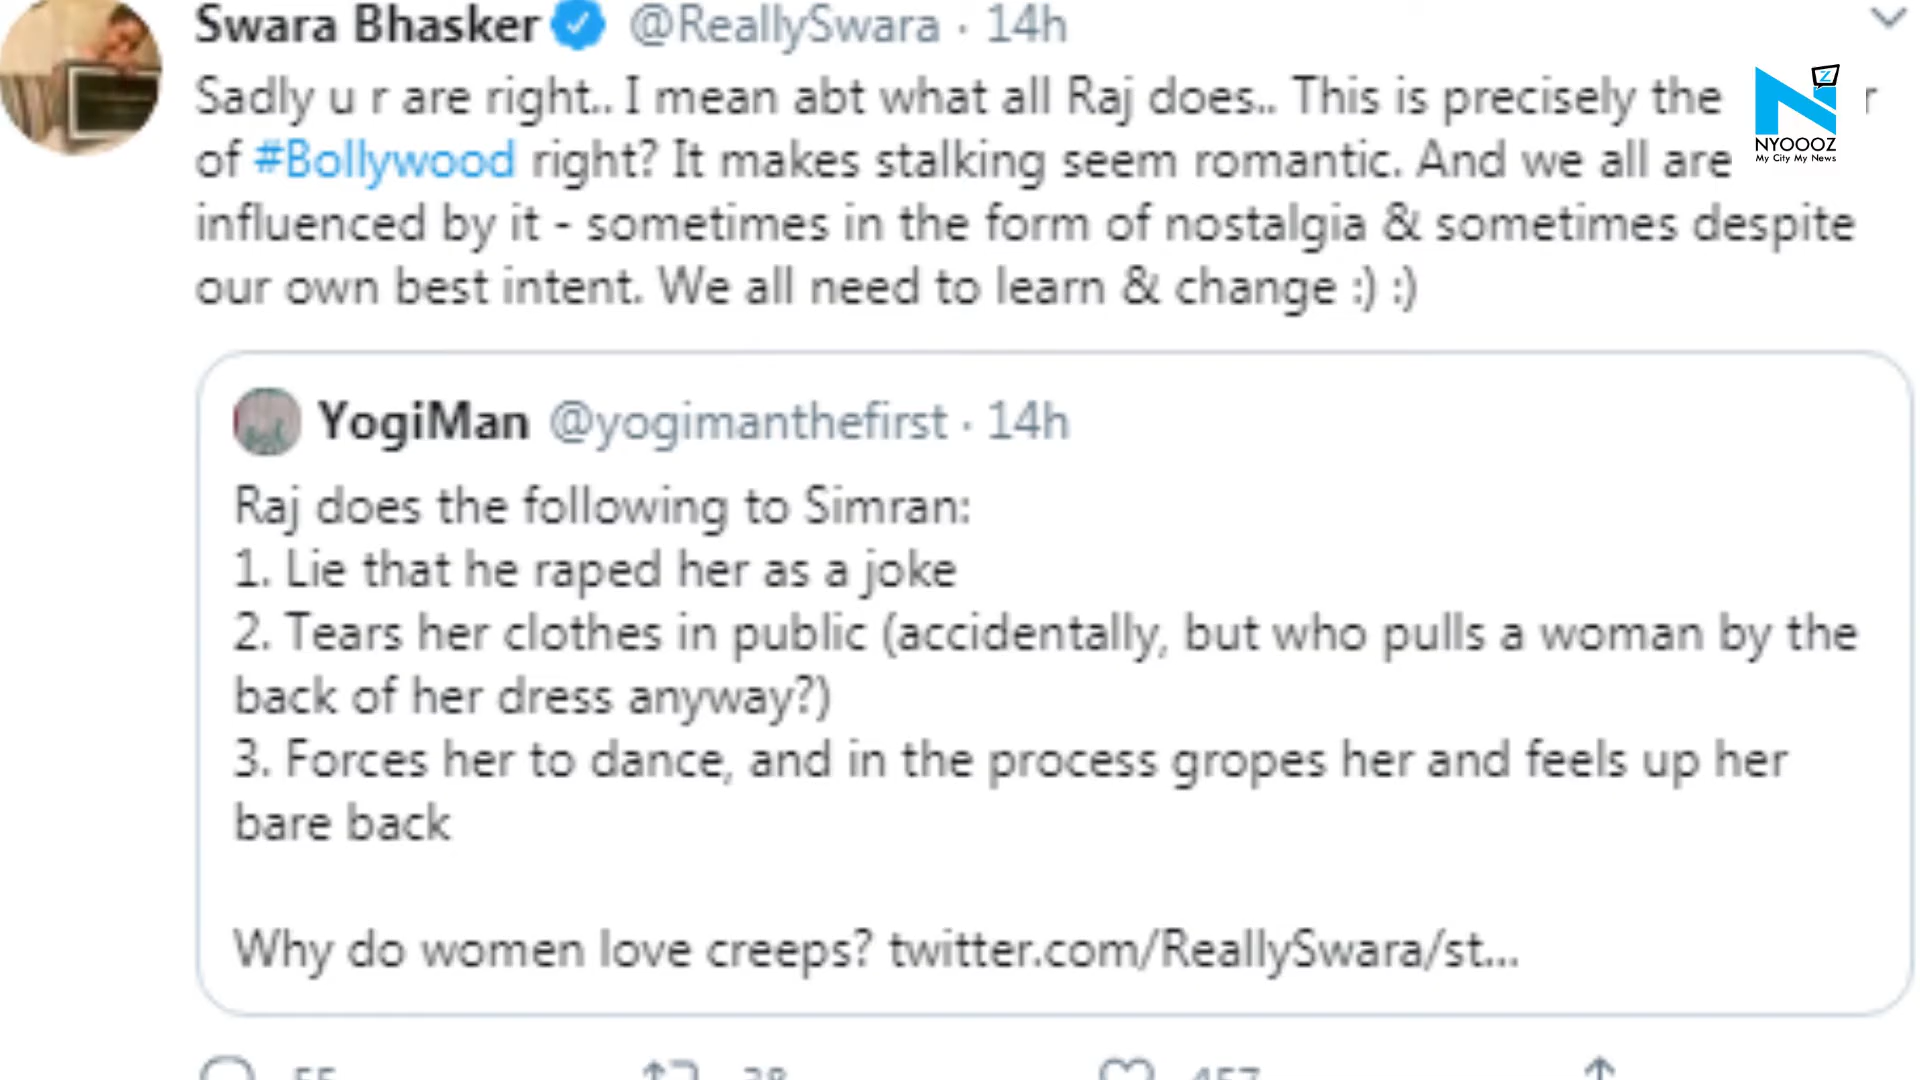 Swara Bhasker @ReallySwara · 14h
Sadly u r are right.. I mean abt what all Raj does.. This is precisely the r
of #Bollywood right? It makes stalking seem romantic. And we all are
influenced by it - sometimes in the form of nostalgia & sometimes despite
our own best intent. We all need to learn & change :) :)
NYOOOZ
My City My News
YogiMan @yogimanthefirst · 14h
Raj does the following to Simran:
1. Lie that he raped her as a joke
2. Tears her clothes in public (accidentally, but who pulls a woman by the
back of her dress anyway?)
3. Forces her to dance, and in the process gropes her and feels up her
bare back
Why do women love creeps? twitter.com/ReallySwara/st...